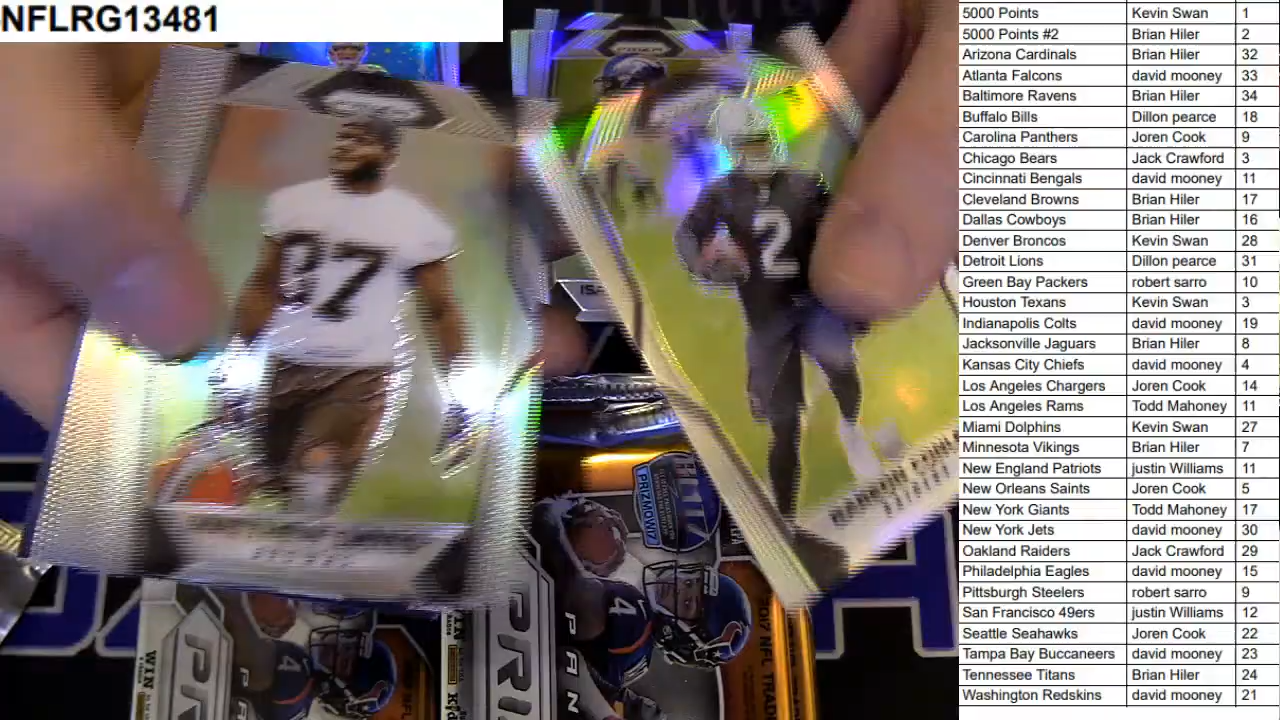 NFLRG13481
5000 Points Kevin Swan 1
5000 Points #2 Brian Hiler 2
Arizona Cardinals Brian Hiler 32
Atlanta Falcons david mooney 33
Baltimore Ravens Brian Hiler 34
Buffalo Bills Dillon pearce 18
Carolina Panthers Joren Cook 9
Chicago Bears Jack Crawford 3
Cincinnati Bengals david mooney 11
Cleveland Browns Brian Hiler 17
Dallas Cowboys Brian Hiler 16
Denver Broncos Kevin Swan 28
Detroit Lions Dillon pearce 31
Green Bay Packers robert sarro 10
Houston Texans Kevin Swan 3
Indianapolis Colts david mooney 19
Jacksonville Jaguars Brian Hiler 8
Kansas City Chiefs david mooney 4
Los Angeles Chargers Joren Cook 14
Los Angeles Rams Todd Mahoney 11
Miami Dolphins Kevin Swan 27
Minnesota Vikings Brian Hiler 7
New England Patriots justin Williams 11
New Orleans Saints Joren Cook 5
New York Giants Todd Mahoney 17
New York Jets david mooney 30
Oakland Raiders Jack Crawford 29
Philadelphia Eagles david mooney 15
Pittsburgh Steelers robert sarro 9
San Francisco 49ers justin Williams 12
Seattle Seahawks Joren Cook 22
Tampa Bay Buccaneers david mooney 23
Tennessee Titans Brian Hiler 24
Washington Redskins david mooney 21
87
2
PRIZMOWI7
4
4
2017 NFL TRAD
WIN